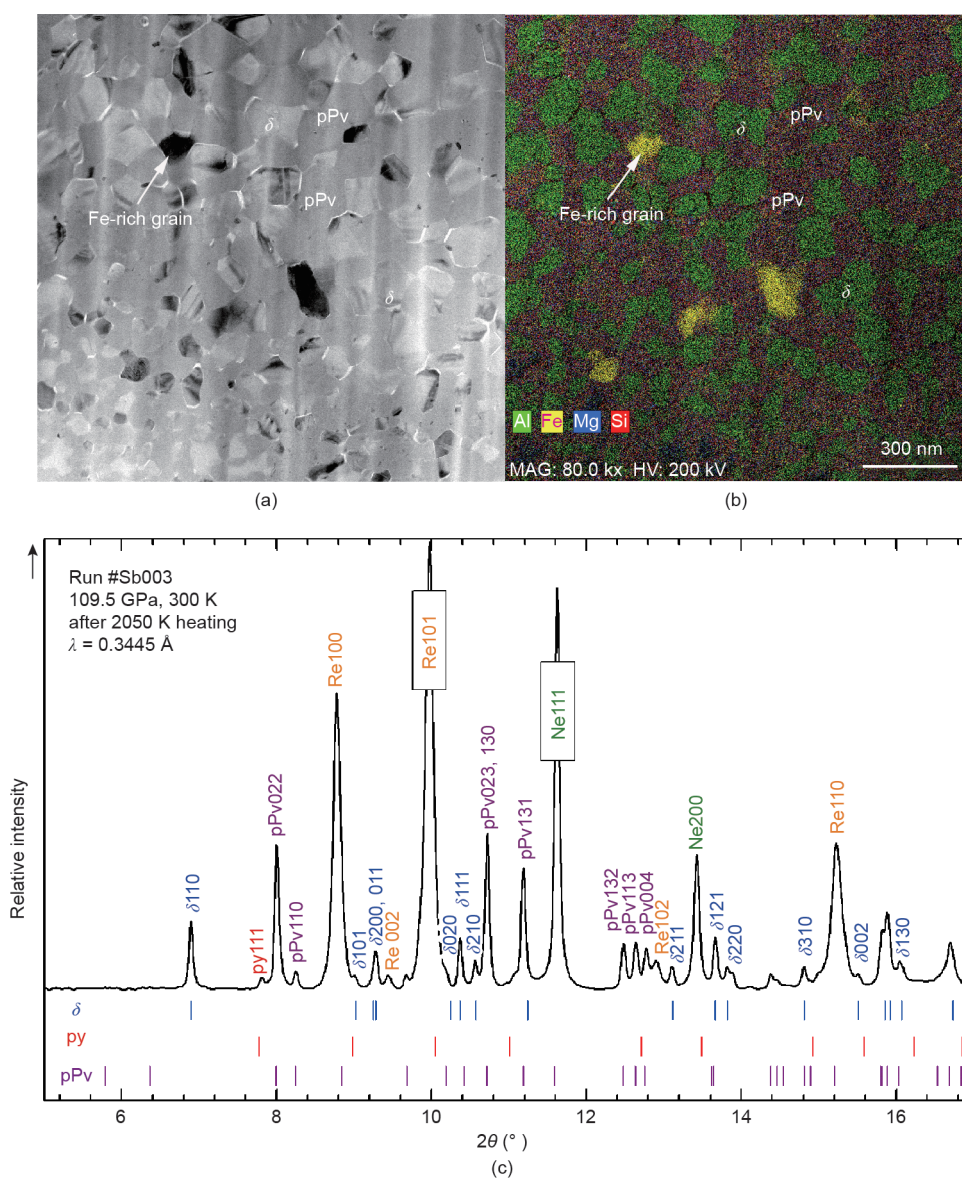 pPv
δ
pPv
Fe-rich grain
δ
(a)
pPv
δ
pPv
Fe-rich grain
δ
Al Fe Mg Si
300 nm
MAG: 80.0 kx HV: 200 kV
(b)
Run #Sb003
109.5 GPa, 300 K
after 2050 K heating
λ = 0.3445 Å
Relative intensity
δ110
py111
pPv022
pPv110
Re100
δ101
δ200, 011
Re 002
Re101
δ020
δ111
δ210
pPv023, 130
pPv131
Ne111
pPv132
pPv113
pPv004
Re102
δ211
Ne200
δ121
δ220
δ310
Re110
δ002
δ130
δ
py
pPv
6 8 10 12 14 16
2θ (° )
(c)